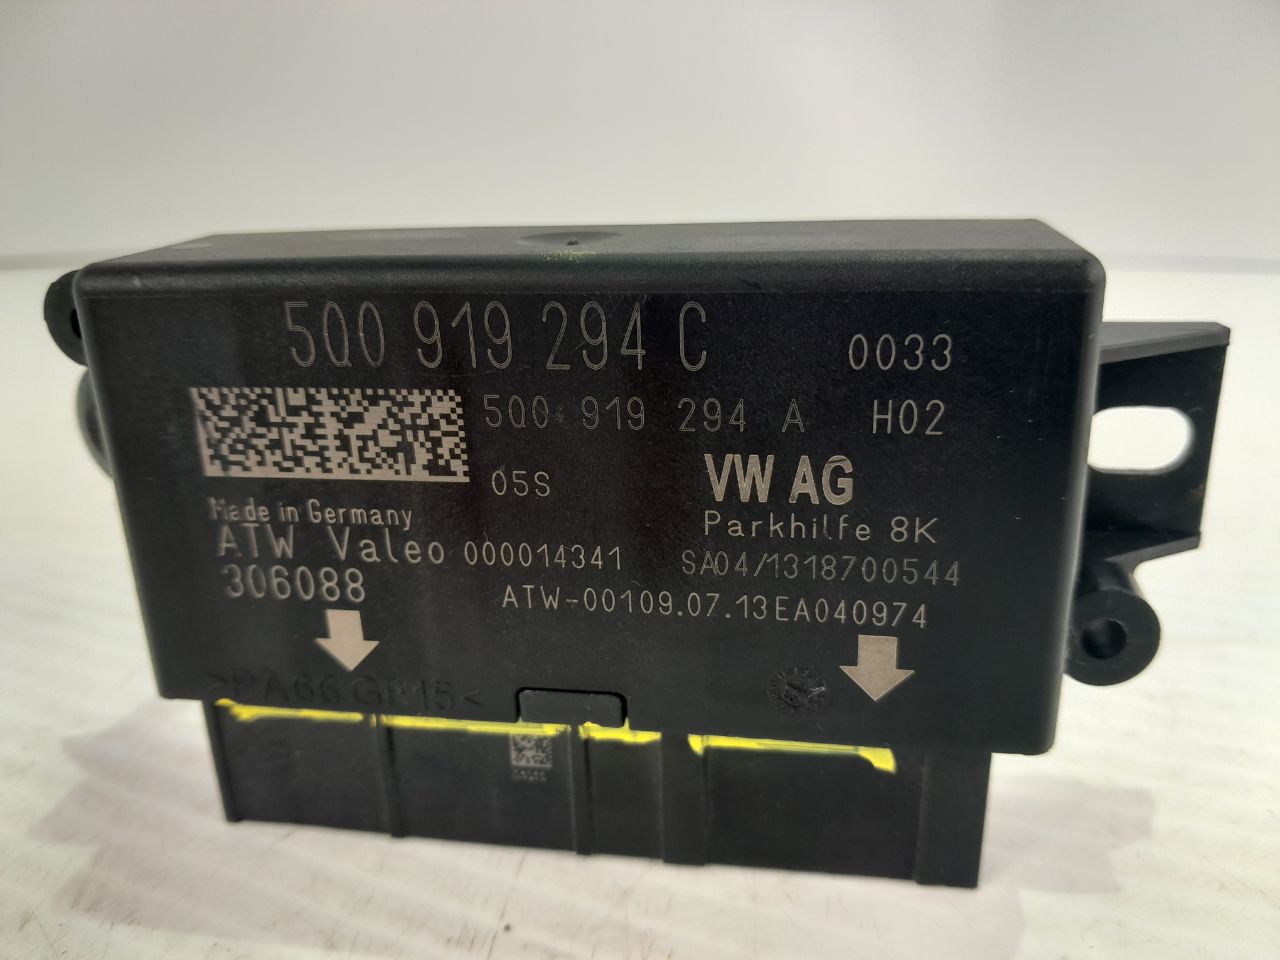 5Q0 919 294 C 0033
5Q0 919 294 A H02
05S VW AG
Made in Germany Parkhilfe 8K
ATW Valeo 000014341 SA04/1318700544
306088 ATW-00109.07.13EA040974
>PA66 GF15<